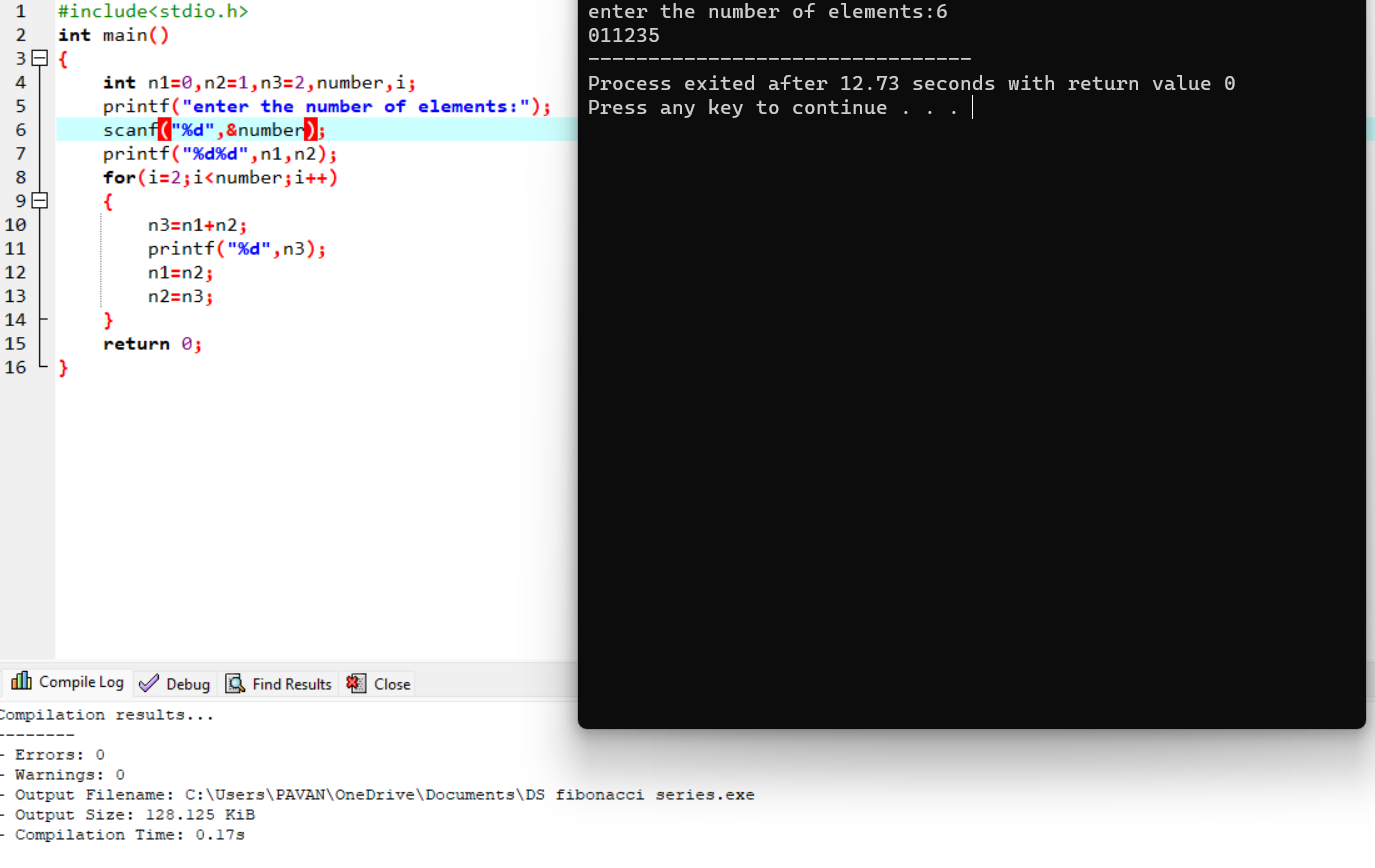 1 #include<stdio.h>
2 int main()
3 {
4 int n1=0,n2=1,n3=2,number,i;
5 printf("enter the number of elements:");
6 scanf("%d",&number);
7 printf("%d%d",n1,n2);
8 for(i=2;i<number;i++)
9 {
10 n3=n1+n2;
11 printf("%d",n3);
12 n1=n2;
13 n2=n3;
14 }
15 return 0;
16 }
enter the number of elements:6
011235
--------------------------------
Process exited after 12.73 seconds with return value 0
Press any key to continue . . .
Compile Log Debug Find Results Close
Compilation results...
--------
- Errors: 0
- Warnings: 0
- Output Filename: C:\Users\PAVAN\OneDrive\Documents\DS fibonacci series.exe
- Output Size: 128.125 KiB
- Compilation Time: 0.17s